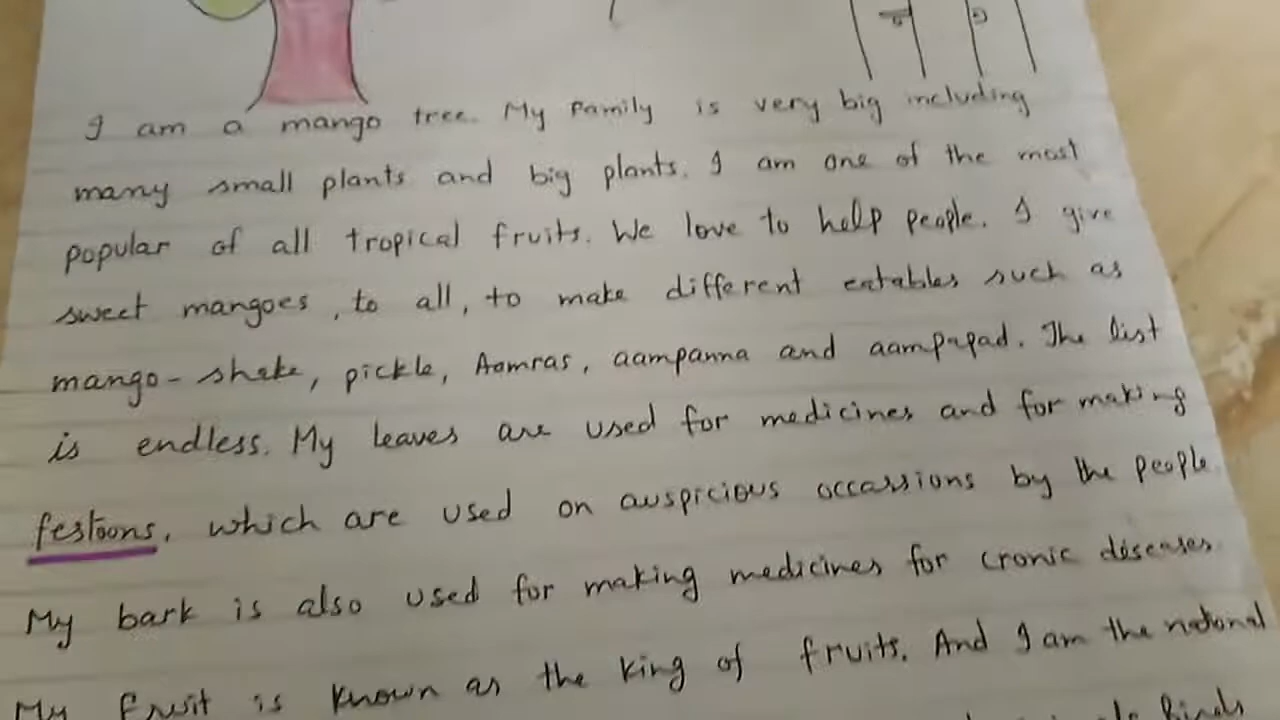 I am a mango tree. My Family is very big including
many small plants and big plants. I am one of the most
popular of all tropical fruits. We love to help people. I give
sweet mangoes, to all, to make different eatables such as
mango-shake, pickle, Aamras, aampanna and aampapad. The list
is endless. My leaves are used for medicines and for making
festoons, which are used on auspicious occassions by the people.
My bark is also used for making medicines for cronic diseases.
My fruit is known as the king of fruits. And I am the national
Birds